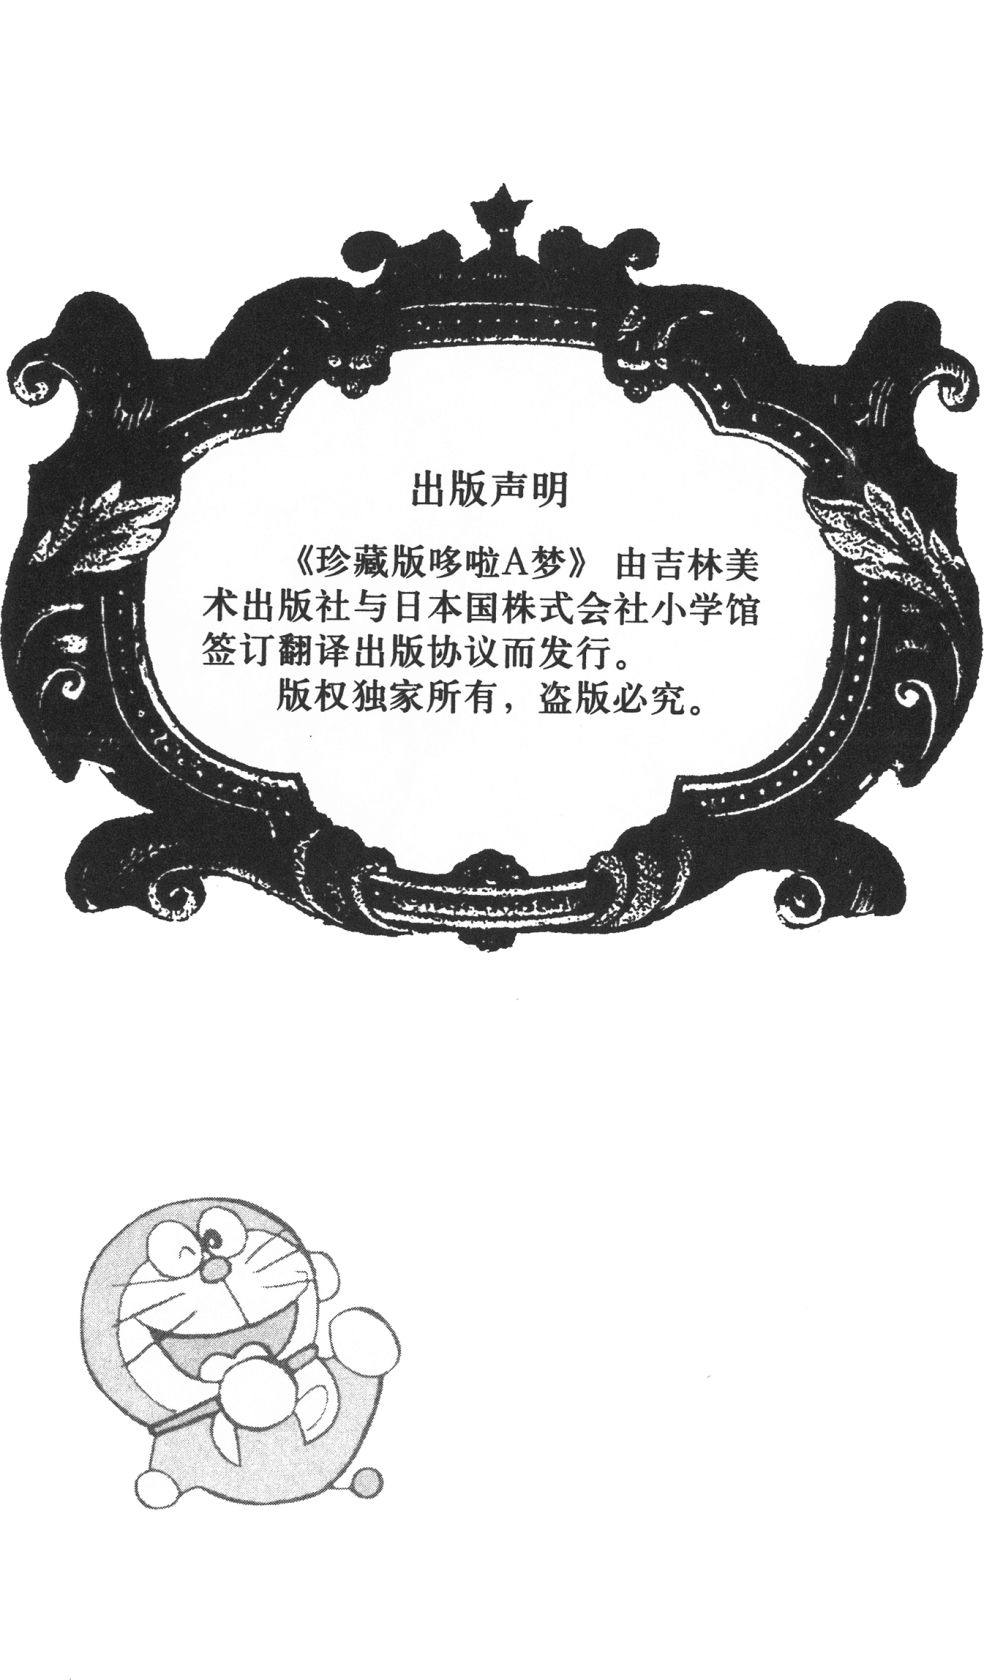 出版声明
《珍藏版哆啦A梦》 由吉林美
术出版社与日本国株式会社小学馆
签订翻译出版协议而发行。
版权独家所有，盗版必究。